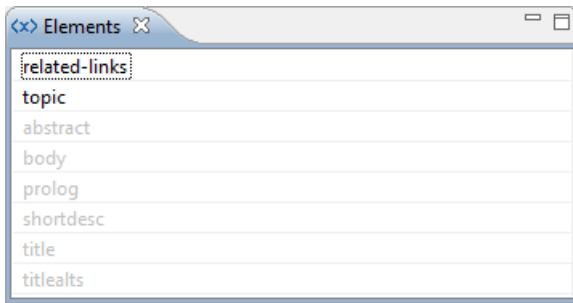 <x> Elements
related-links
topic
abstract
body
prolog
shortdesc
title
titlealts